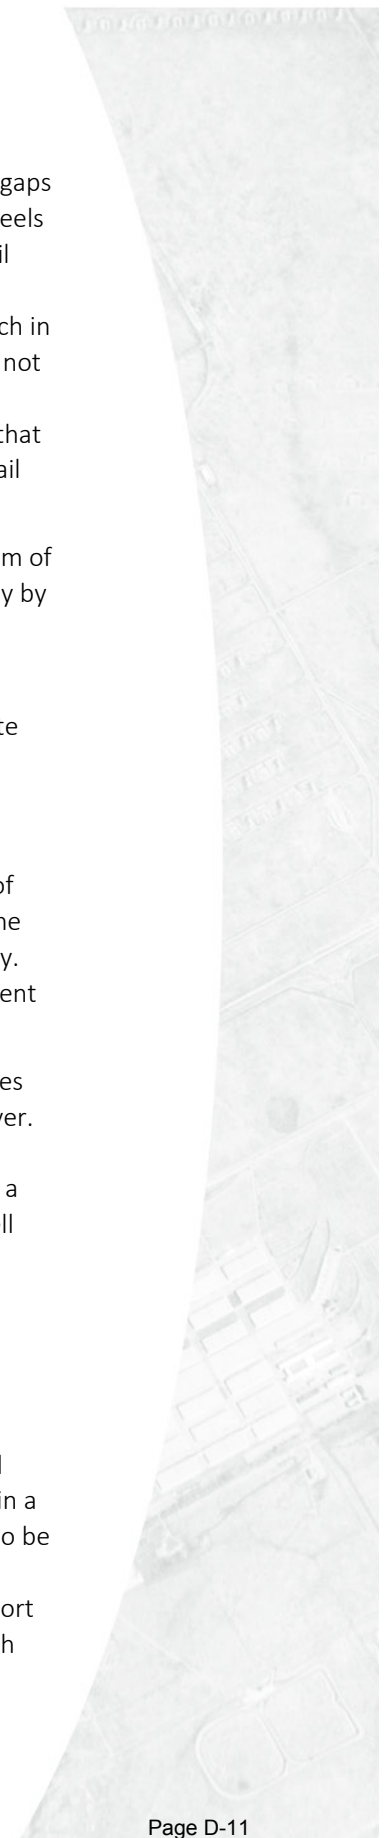 gaps
eels
il
ch in
not
that
ail
m of
y by
te
of
ne
y.
ent
es
ver.
a
ll
l
in a
o be
ort
h
Page D-11